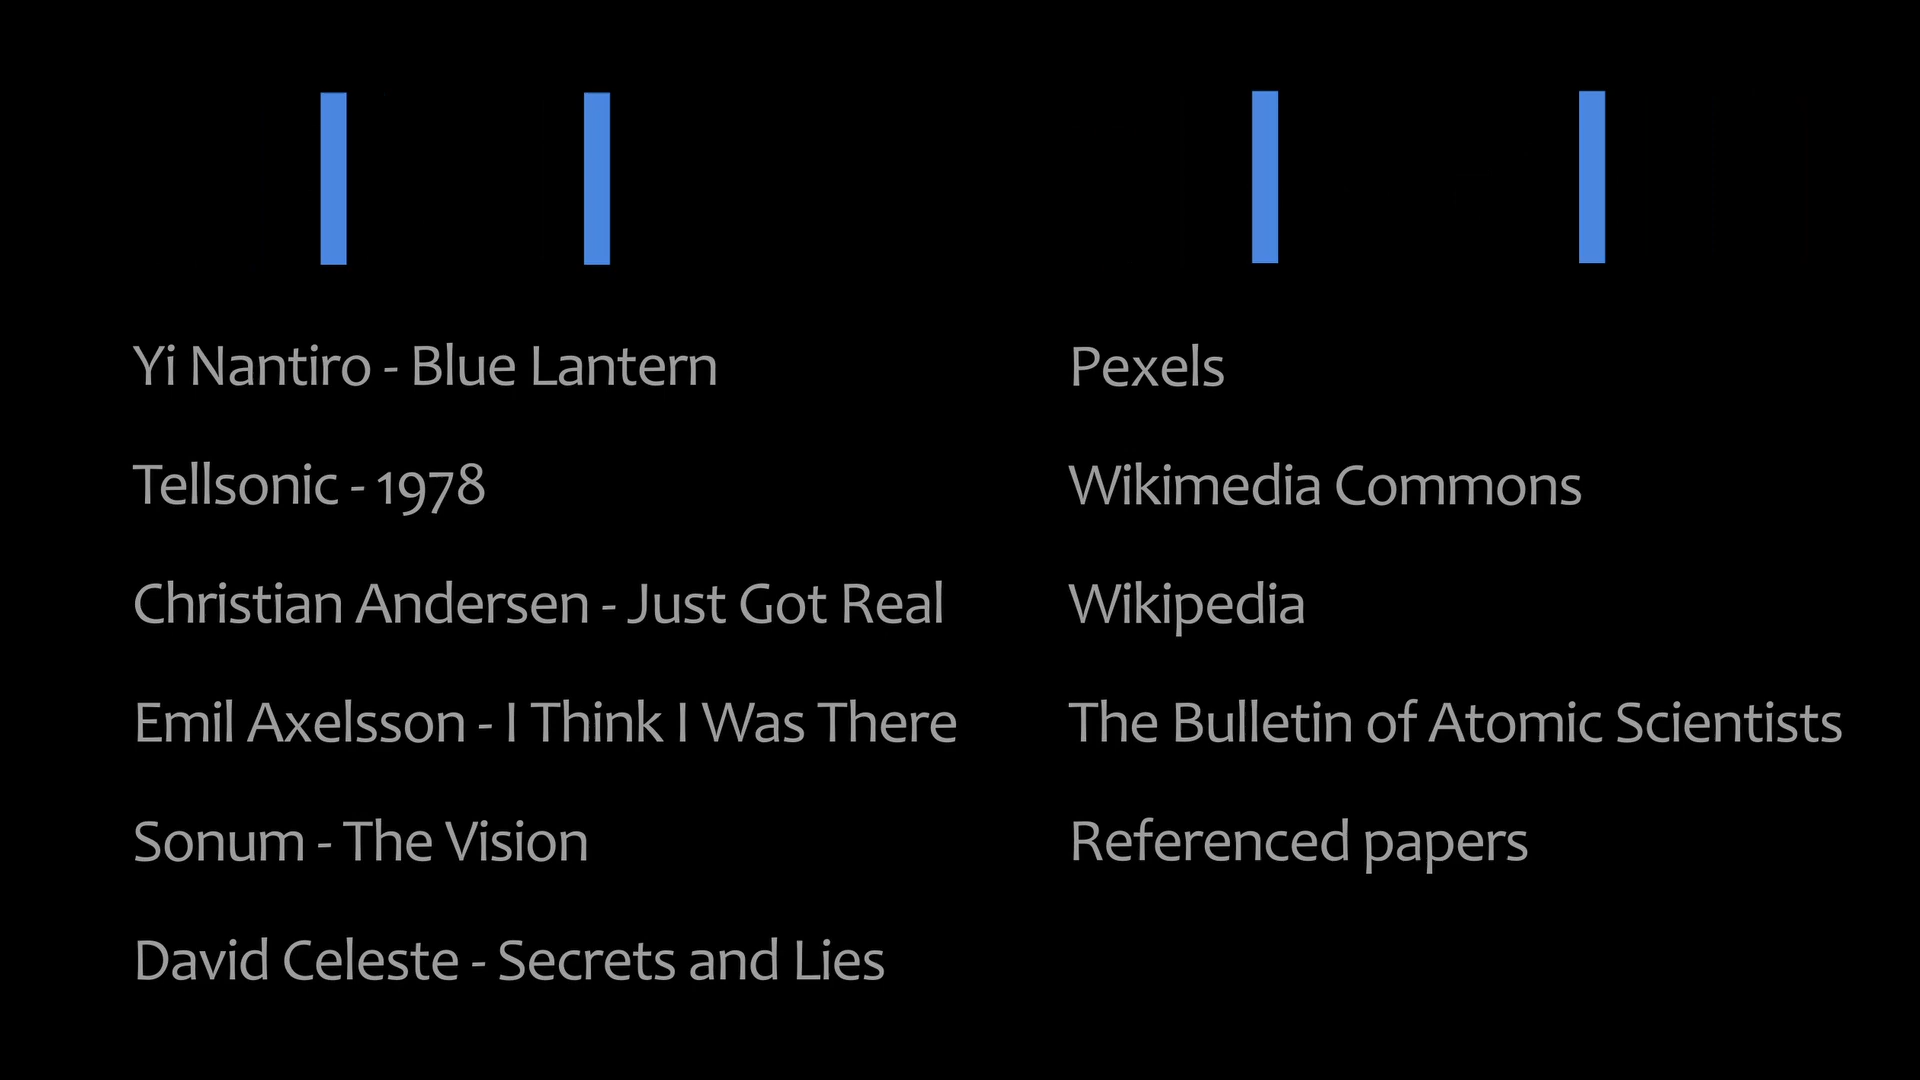 Yi Nantiro - Blue Lantern
Tellsonic - 1978
Christian Andersen - Just Got Real
Emil Axelsson - I Think I Was There
Sonum - The Vision
David Celeste - Secrets and Lies
Pexels
Wikimedia Commons
Wikipedia
The Bulletin of Atomic Scientists
Referenced papers